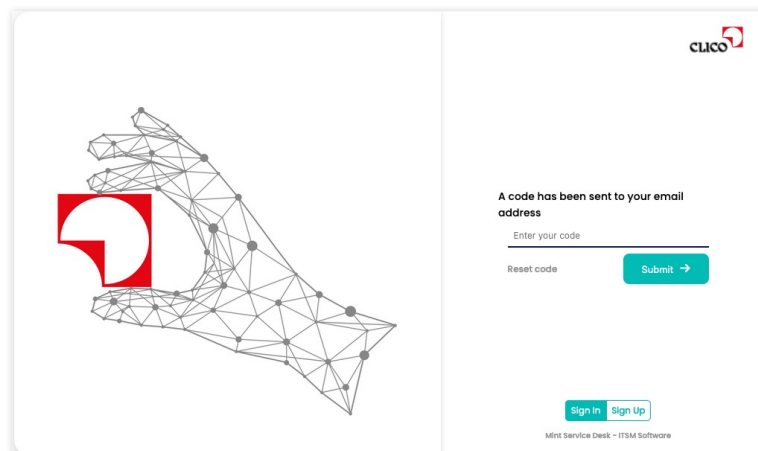 CLICO
A code has been sent to your email
address
Enter your code
Reset code
Submit →
Sign in
Sign Up
Mint Service Desk - ITSM Software